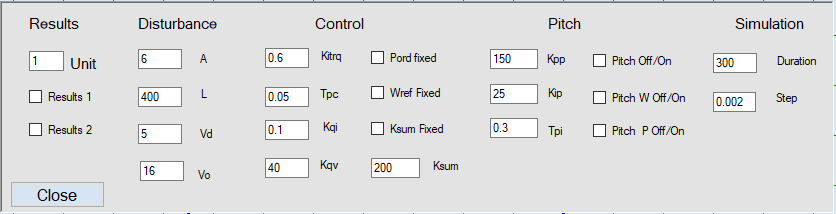 Results Disturbance Control Pitch Simulation
1 Unit 6 A 0.6 Kitrq Pord fixed 150 Kpp Pitch Off/On 300 Duration
Results 1 400 L 0.05 Tpc Wref Fixed 25 Kip Pitch W Off/On 0.002 Step
Results 2 5 Vd 0.1 Kqi Ksum Fixed 0.3 Tpi Pitch P Off/On
16 Vo 40 Kqv 200 Ksum
Close